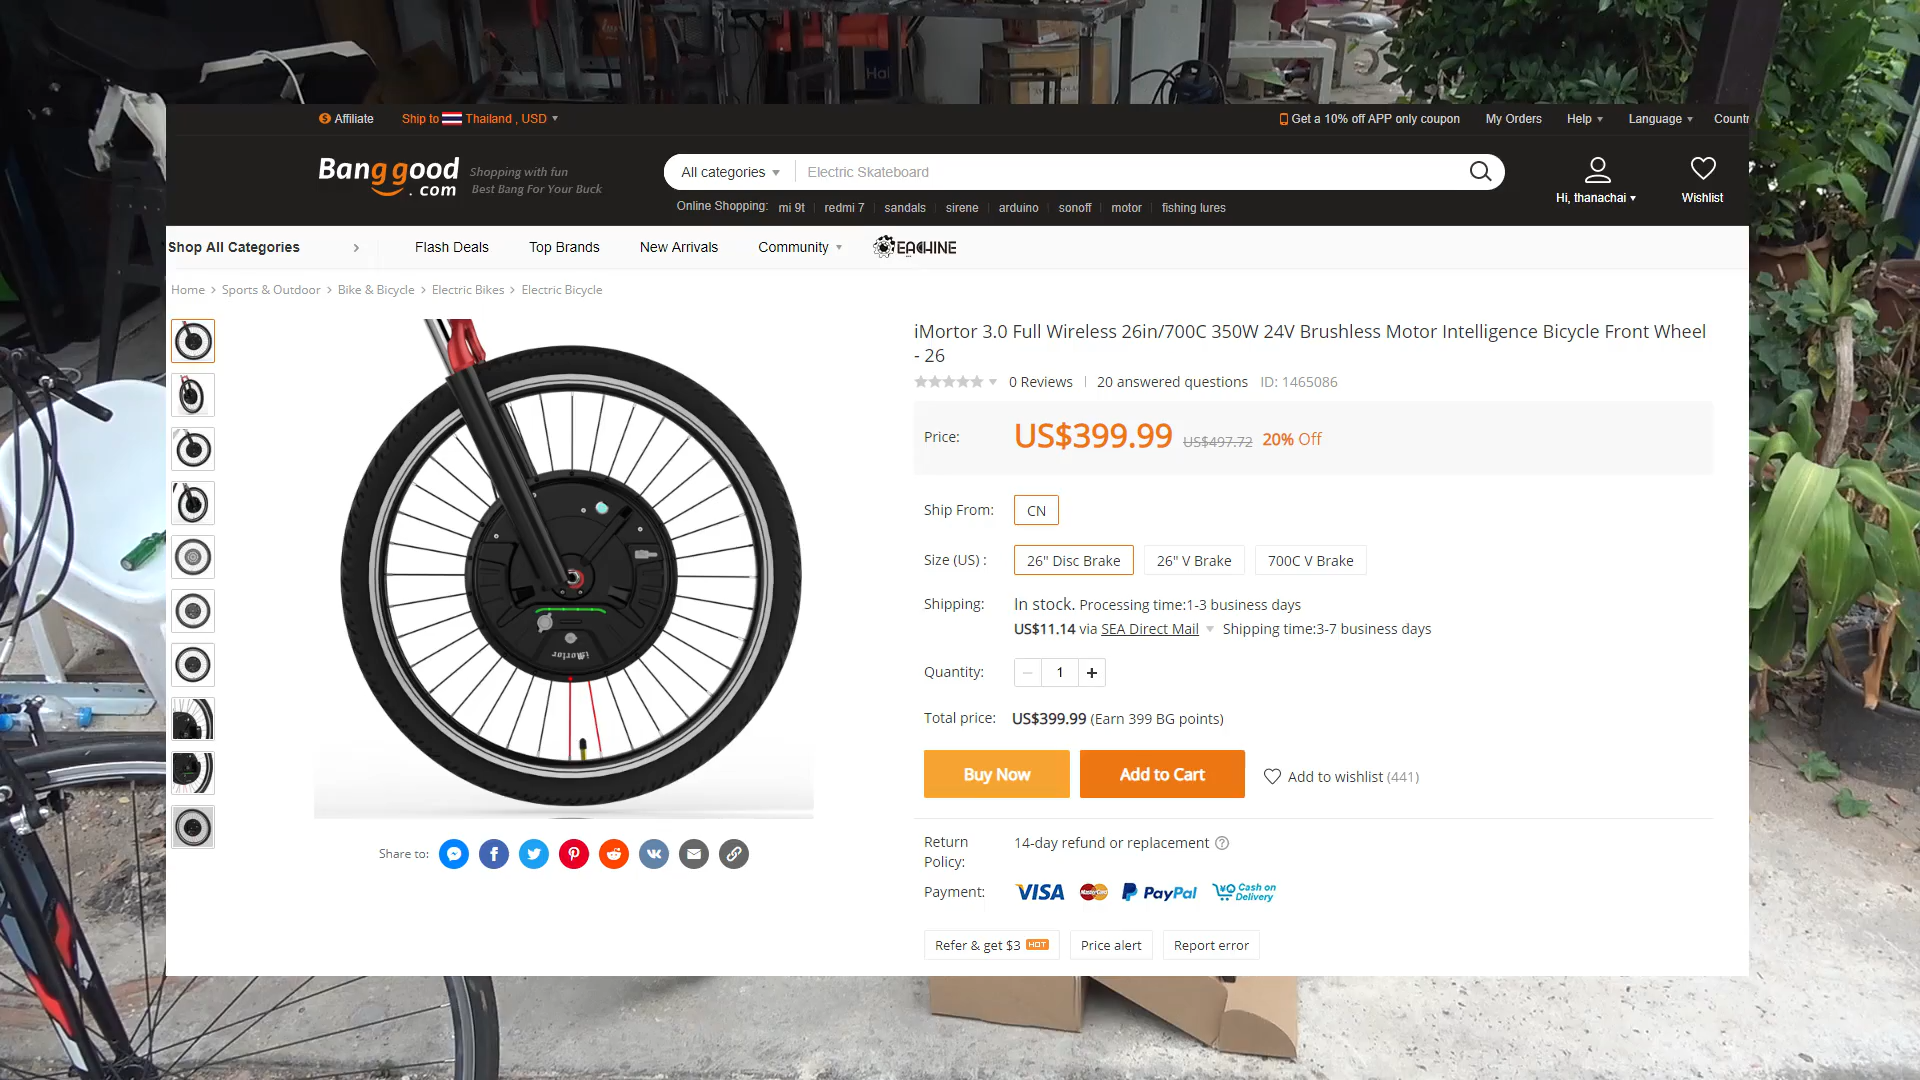 Affiliate
Ship to Thailand , USD
Get a 10% off APP only coupon
My Orders
Help
Language
Countr
Banggood
.com
Shopping with fun
Best Bang For Your Buck
All categories
Electric Skateboard
Online Shopping:
mi 9t
redmi 7
sandals
sirene
arduino
sonoff
motor
fishing lures
Hi, thanachai
Wishlist
Shop All Categories
Flash Deals
Top Brands
New Arrivals
Community
EACHINE
Home > Sports & Outdoor > Bike & Bicycle > Electric Bikes > Electric Bicycle
iMortor
Share to:
iMortor 3.0 Full Wireless 26in/700C 350W 24V Brushless Motor Intelligence Bicycle Front Wheel
- 26
0 Reviews
20 answered questions
ID: 1465086
Price:
US$399.99
US$497.72
20% Off
Ship From:
CN
Size (US) :
26" Disc Brake
26" V Brake
700C V Brake
Shipping:
In stock. Processing time:1-3 business days
US$11.14 via SEA Direct Mail
Shipping time:3-7 business days
Quantity:
1
Total price:
US$399.99 (Earn 399 BG points)
Buy Now
Add to Cart
Add to wishlist (441)
Return
Policy:
14-day refund or replacement
Payment:
VISA
MasterCard
PayPal
Cash on
Delivery
Refer & get $3
HOT
Price alert
Report error